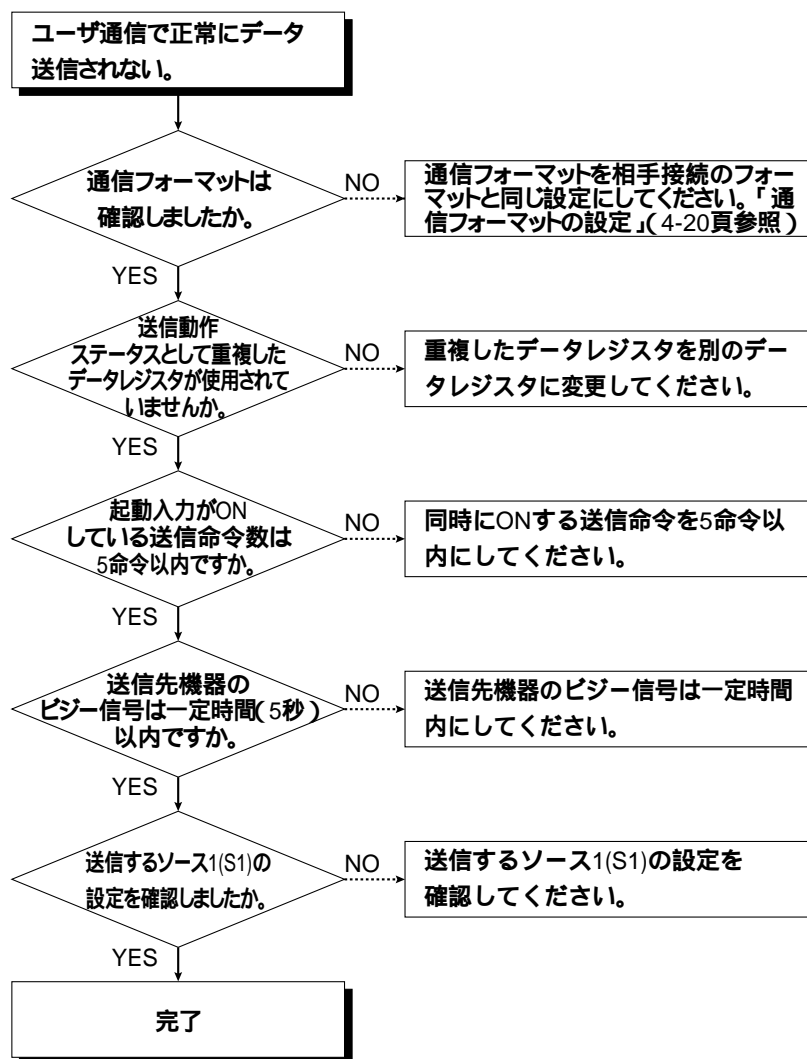 ユーザ通信で正常にデータ
送信されない。
通信フォーマットは
確認しましたか。
NO
通信フォーマットを相手接続のフォー
マットと同じ設定にしてください。「通
信フォーマットの設定」(4-20頁参照)
YES
送信動作
ステータスとして重複した
データレジスタが使用されて
いませんか。
NO
重複したデータレジスタを別のデー
タレジスタに変更してください。
YES
起動入力がON
している送信命令数は
5命令以内ですか。
NO
同時にONする送信命令を5命令以
内にしてください。
YES
送信先機器の
ビジー信号は一定時間(5秒)
以内ですか。
NO
送信先機器のビジー信号は一定時間
内にしてください。
YES
送信するソース1(S1)の
設定を確認しましたか。
NO
送信するソース1(S1)の設定を
確認してください。
YES
完了